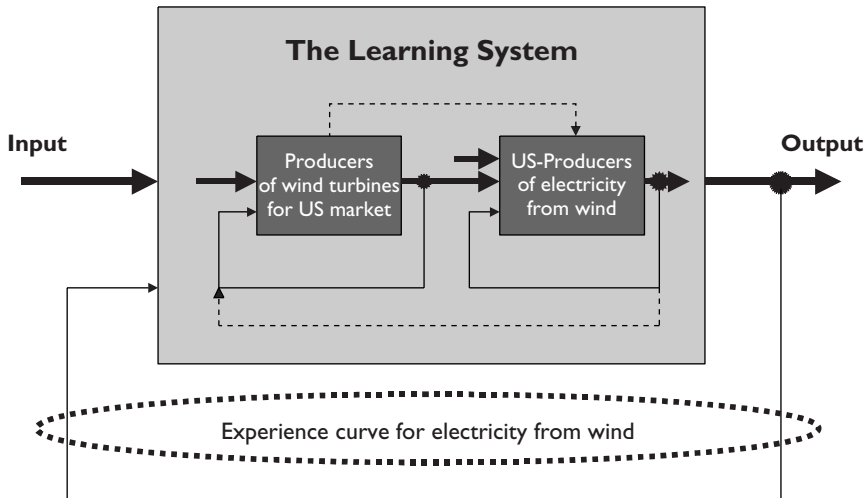 The Learning System
Input
Output
Producers
of wind turbines
for US market
US-Producers
of electricity
from wind
Experience curve for electricity from wind